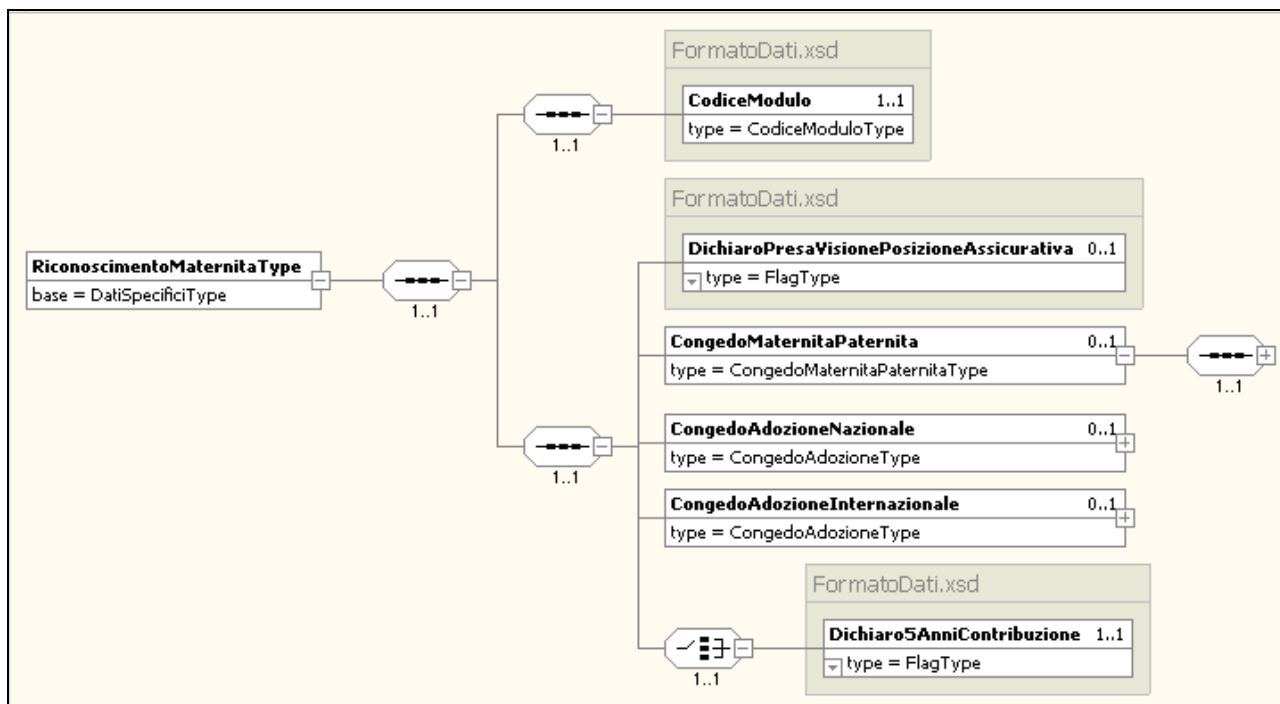 FormatoDati.xsd
CodiceModulo 1..1
type = CodiceModuloType
1..1
FormatoDati.xsd
DichiaroPresaVisionePosizioneAssicurativa 0..1
type = FlagType
RiconoscimentoMaternitaType
base = DatiSpecificiType
1..1
CongedoMaternitaPaternita 0..1
type = CongedoMaternitaPaternitaType
1..1
CongedoAdozioneNazionale 0..1
type = CongedoAdozioneType
1..1
CongedoAdozioneInternazionale 0..1
type = CongedoAdozioneType
FormatoDati.xsd
Dichiaro5AnniContribuzione 1..1
type = FlagType
1..1